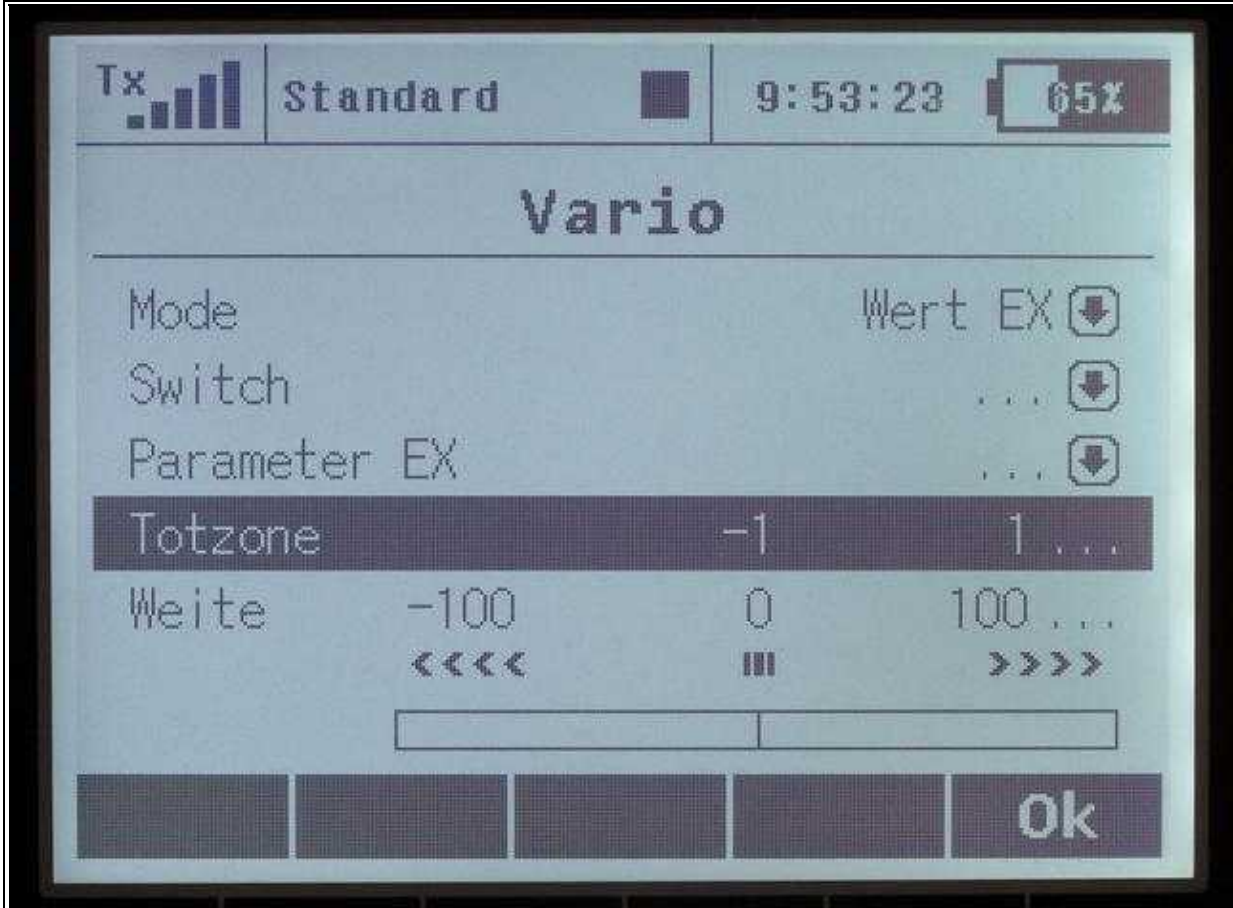 Tx Standard 9:53:23 65%
Vario
Mode Wert EX
Switch ...
Parameter EX ...
Totzone -1 1 ...
Weite -100 0 100 ...
<<<< >>>>
Ok